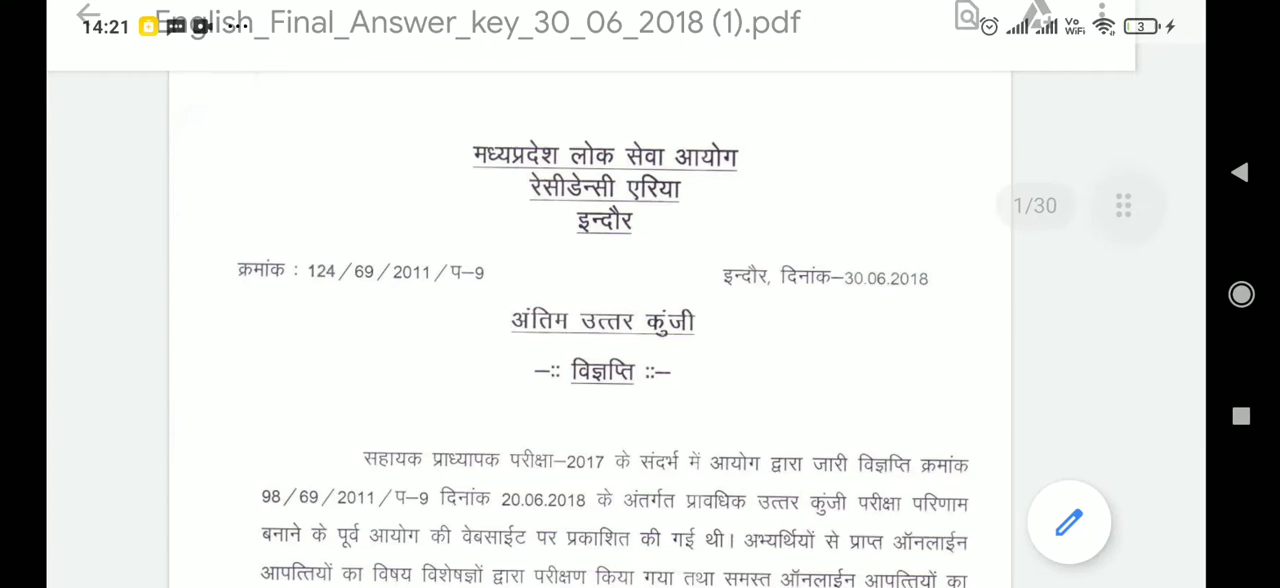 14:21 English_Final_Answer_key_30_06_2018 (1).pdf Vo WiFi 3
मध्यप्रदेश लोक सेवा आयोग
रेसीडेन्सी एरिया
1/30
इन्दौर
क्रमांक : 124/69/2011/प–9 इन्दौर, दिनांक–30.06.2018
अंतिम उत्तर कुंजी
–:: विज्ञप्ति ::–
सहायक प्राध्यापक परीक्षा–2017 के संदर्भ में आयोग द्वारा जारी विज्ञप्ति क्रमांक
98/69/2011/प–9 दिनांक 20.06.2018 के अंतर्गत प्रावधिक उत्तर कुंजी परीक्षा परिणाम
बनाने के पूर्व आयोग की वेबसाईट पर प्रकाशित की गई थी। अभ्यर्थियों से प्राप्त ऑनलाईन
आपत्तियों का विषय विशेषज्ञों द्वारा परीक्षण किया गया तथा समस्त ऑनलाईन आपत्तियों का